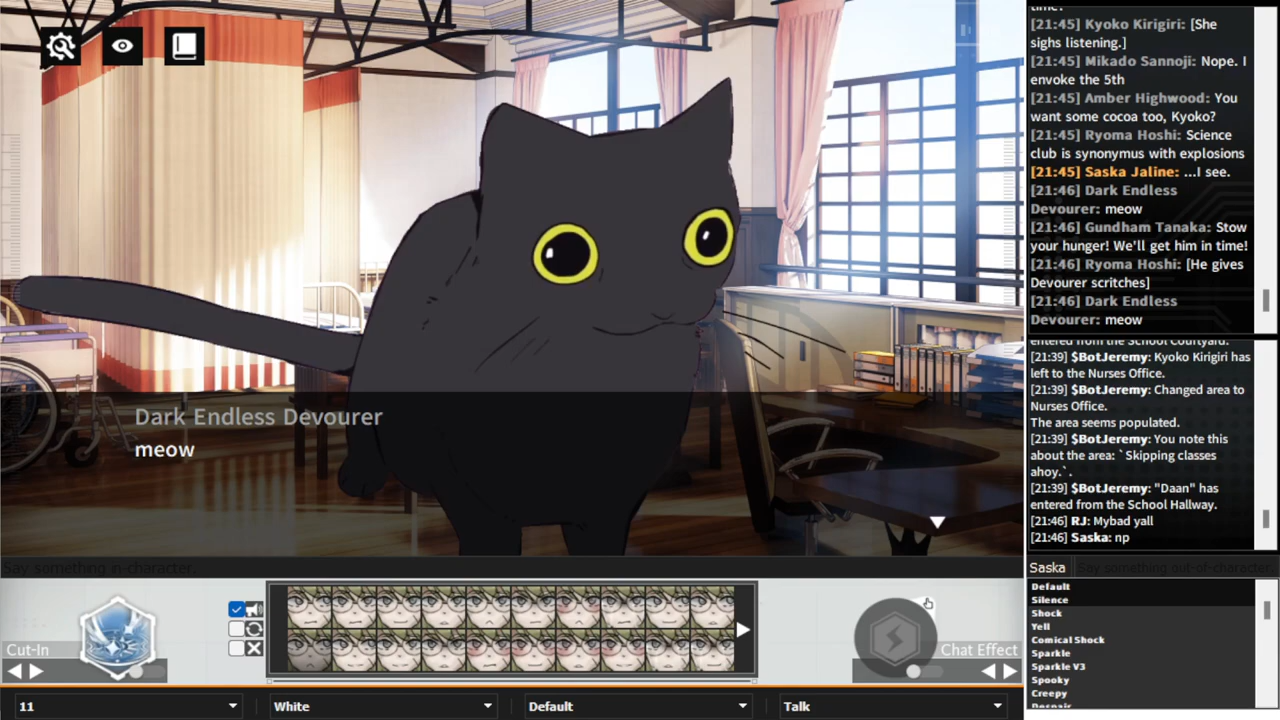 time?
[21:45] Kyoko Kirigiri: [She
sighs listening.]
[21:45] Mikado Sannoji: Nope. I
envoke the 5th
[21:45] Amber Highwood: You
want some cocoa too, Kyoko?
[21:45] Ryoma Hoshi: Science
club is synonymus with explosions
[21:45] Saska Jaline: ...I see.
[21:46] Dark Endless
Devourer: meow
[21:46] Gundham Tanaka: Stow
your hunger! We'll get him in time!
[21:46] Ryoma Hoshi: [He gives
Devourer scritches]
[21:46] Dark Endless
Devourer: meow
entered from the School Courtyard.
[21:39] $BotJeremy: Kyoko Kirigiri has
left to the Nurses Office.
[21:39] $BotJeremy: Changed area to
Nurses Office.
The area seems populated.
[21:39] $BotJeremy: You note this
about the area: `Skipping classes
ahoy.`.
[21:39] $BotJeremy: "Daan" has
entered from the School Hallway.
[21:46] RJ: Mybad yall
[21:46] Saska: np
Dark Endless Devourer
meow
Say something in-character.
Saska
Say something out-of-character.
Default
Silence
Shock
Yell
Comical Shock
Sparkle
Sparkle V3
Spooky
Creepy
Despair
Cut-In
Chat Effect
11
White
Default
Talk